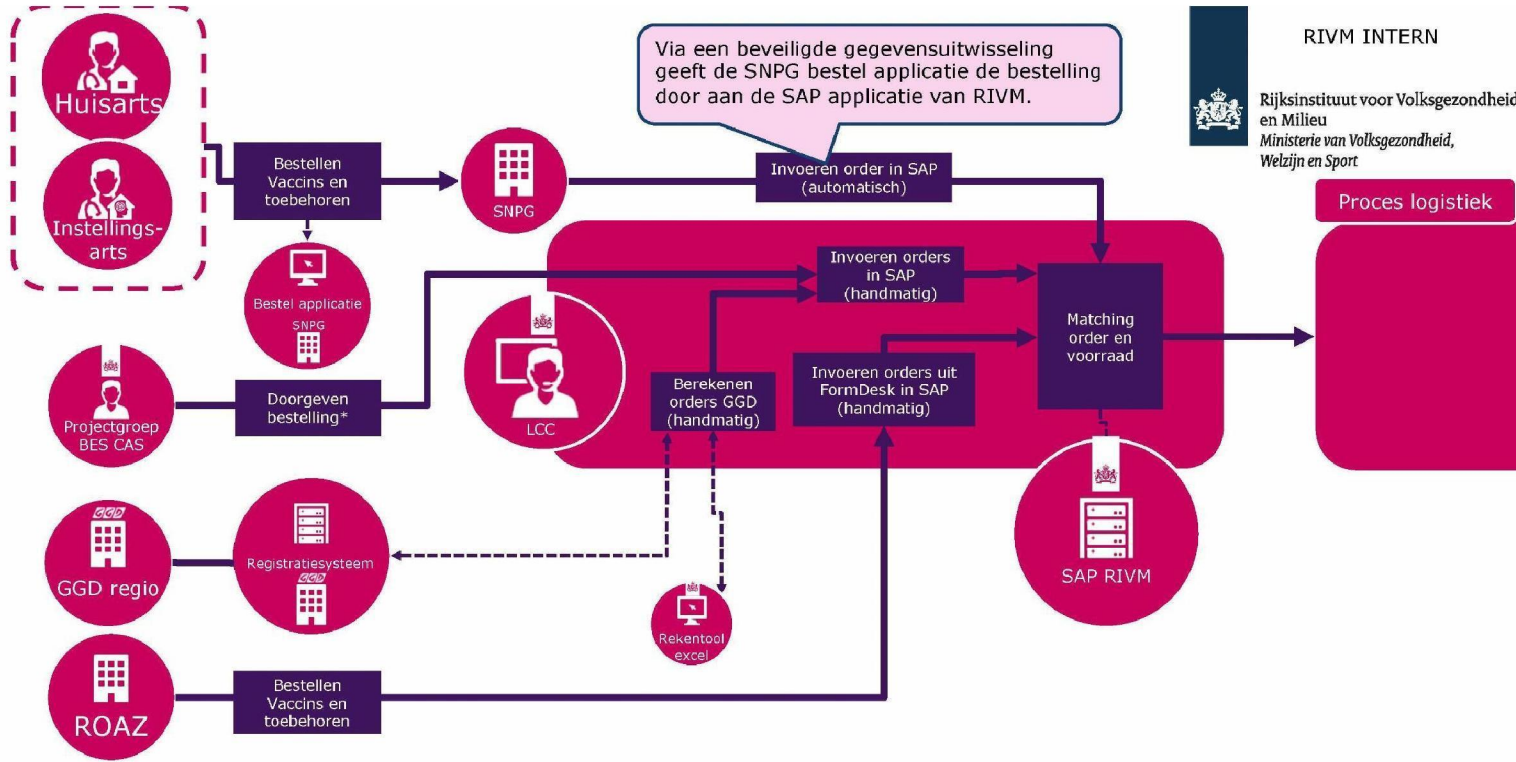 Huisarts
Instellings-
arts
Bestellen
Vaccins en
toebehoren
Bestel applicatie
SNPG
SNPG
Via een beveiligde gegevensuitwisseling
geeft de SNPG bestel applicatie de bestelling
door aan de SAP applicatie van RIVM.
Invoeren order in SAP
(automatisch)
RIVM INTERN
Rijksinstituut voor Volksgezondheid
en Milieu
Ministerie van Volksgezondheid,
Welzijn en Sport
Proces logistiek
Invoeren orders
in SAP
(handmatig)
Matching
order en
voorraad
LCC
Berekenen
orders GGD
(handmatig)
Invoeren orders uit
FormDesk in SAP
(handmatig)
Projectgroep
BES CAS
Doorgeven
bestelling*
GGD
GGD regio
Registratiesysteem
GGD
Rekentool
excel
SAP RIVM
ROAZ
Bestellen
Vaccins en
toebehoren